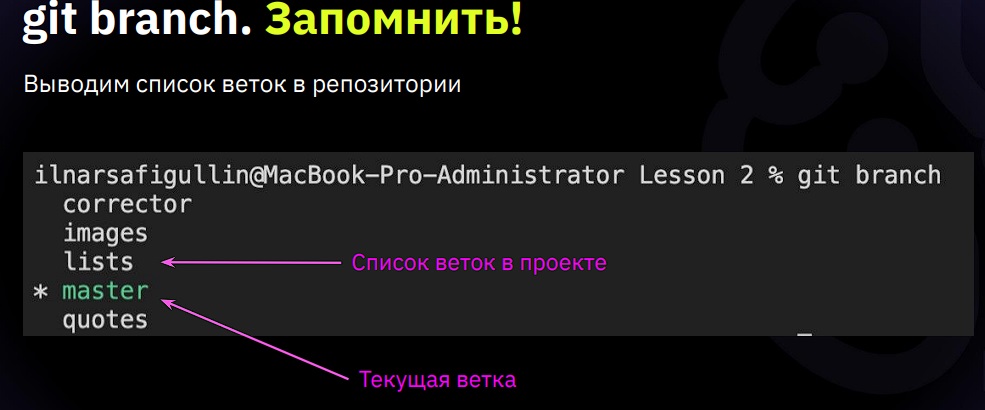 git branch. Запомнить!
Выводим список веток в репозитории
ilnarsafigullin@MacBook-Pro-Administrator Lesson 2 % git branch
corrector
images
lists
Список веток в проекте
* master
quotes
Текущая ветка